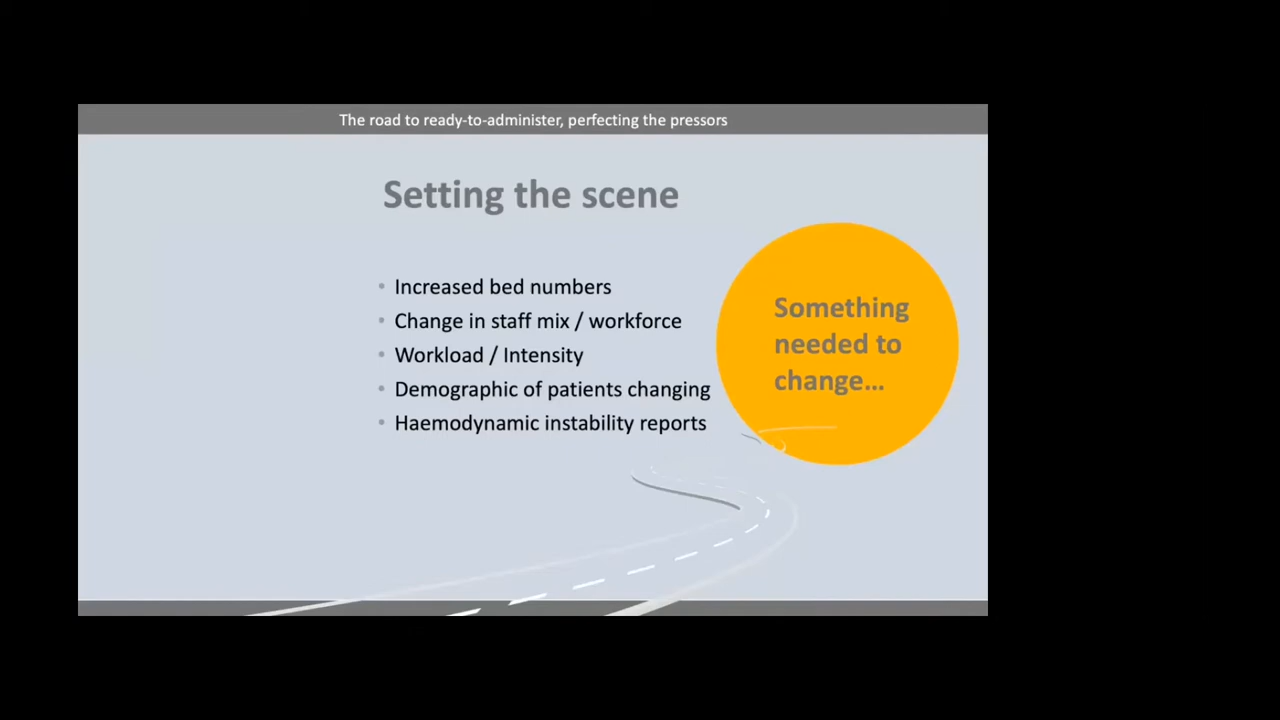 The road to ready-to-administer, perfecting the pressors
Setting the scene
• Increased bed numbers
• Change in staff mix / workforce
• Workload / Intensity
• Demographic of patients changing
• Haemodynamic instability reports
Something
needed to
change…